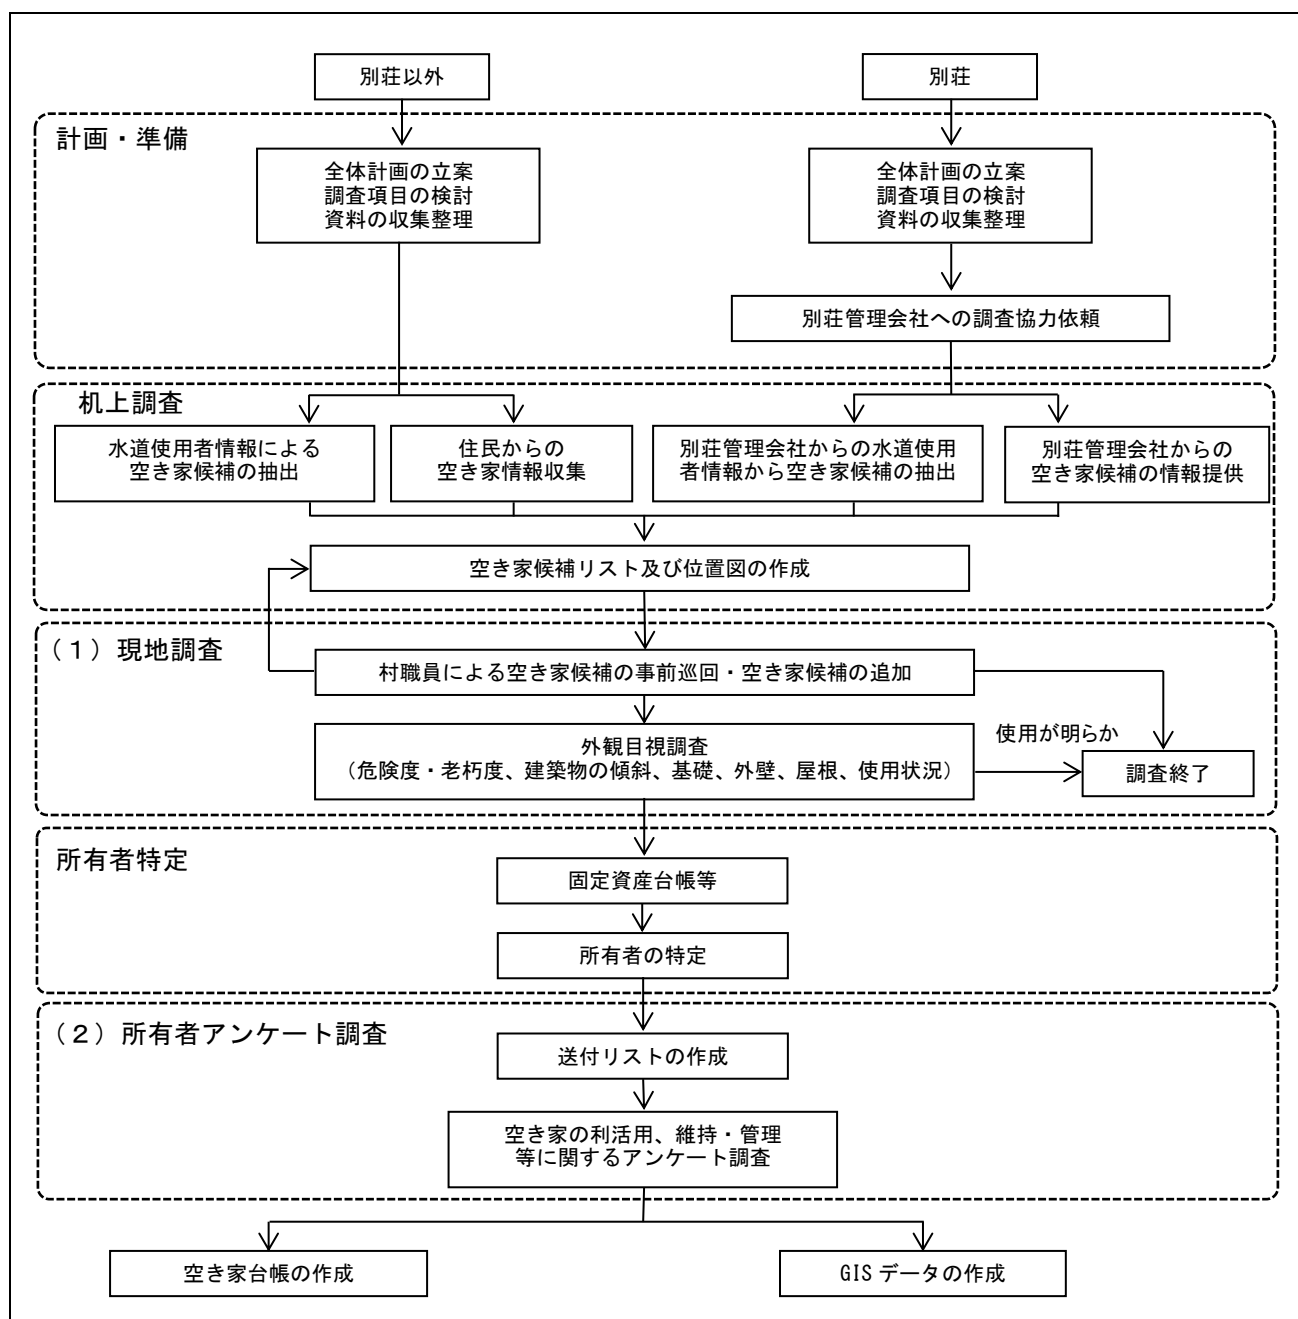 別荘以外
別荘
計画・準備
全体計画の立案
調査項目の検討
資料の収集整理
全体計画の立案
調査項目の検討
資料の収集整理
別荘管理会社への調査協力依頼
机上調査
水道使用者情報による
空き家候補の抽出
住民からの
空き家情報収集
別荘管理会社からの水道使用
者情報から空き家候補の抽出
別荘管理会社からの
空き家候補の情報提供
空き家候補リスト及び位置図の作成
（１）現地調査
村職員による空き家候補の事前巡回・空き家候補の追加
外観目視調査
（危険度・老朽度、建築物の傾斜、基礎、外壁、屋根、使用状況）
使用が明らか
調査終了
所有者特定
固定資産台帳等
所有者の特定
（２）所有者アンケート調査
送付リストの作成
空き家の利活用、維持・管理
等に関するアンケート調査
空き家台帳の作成
GIS データの作成